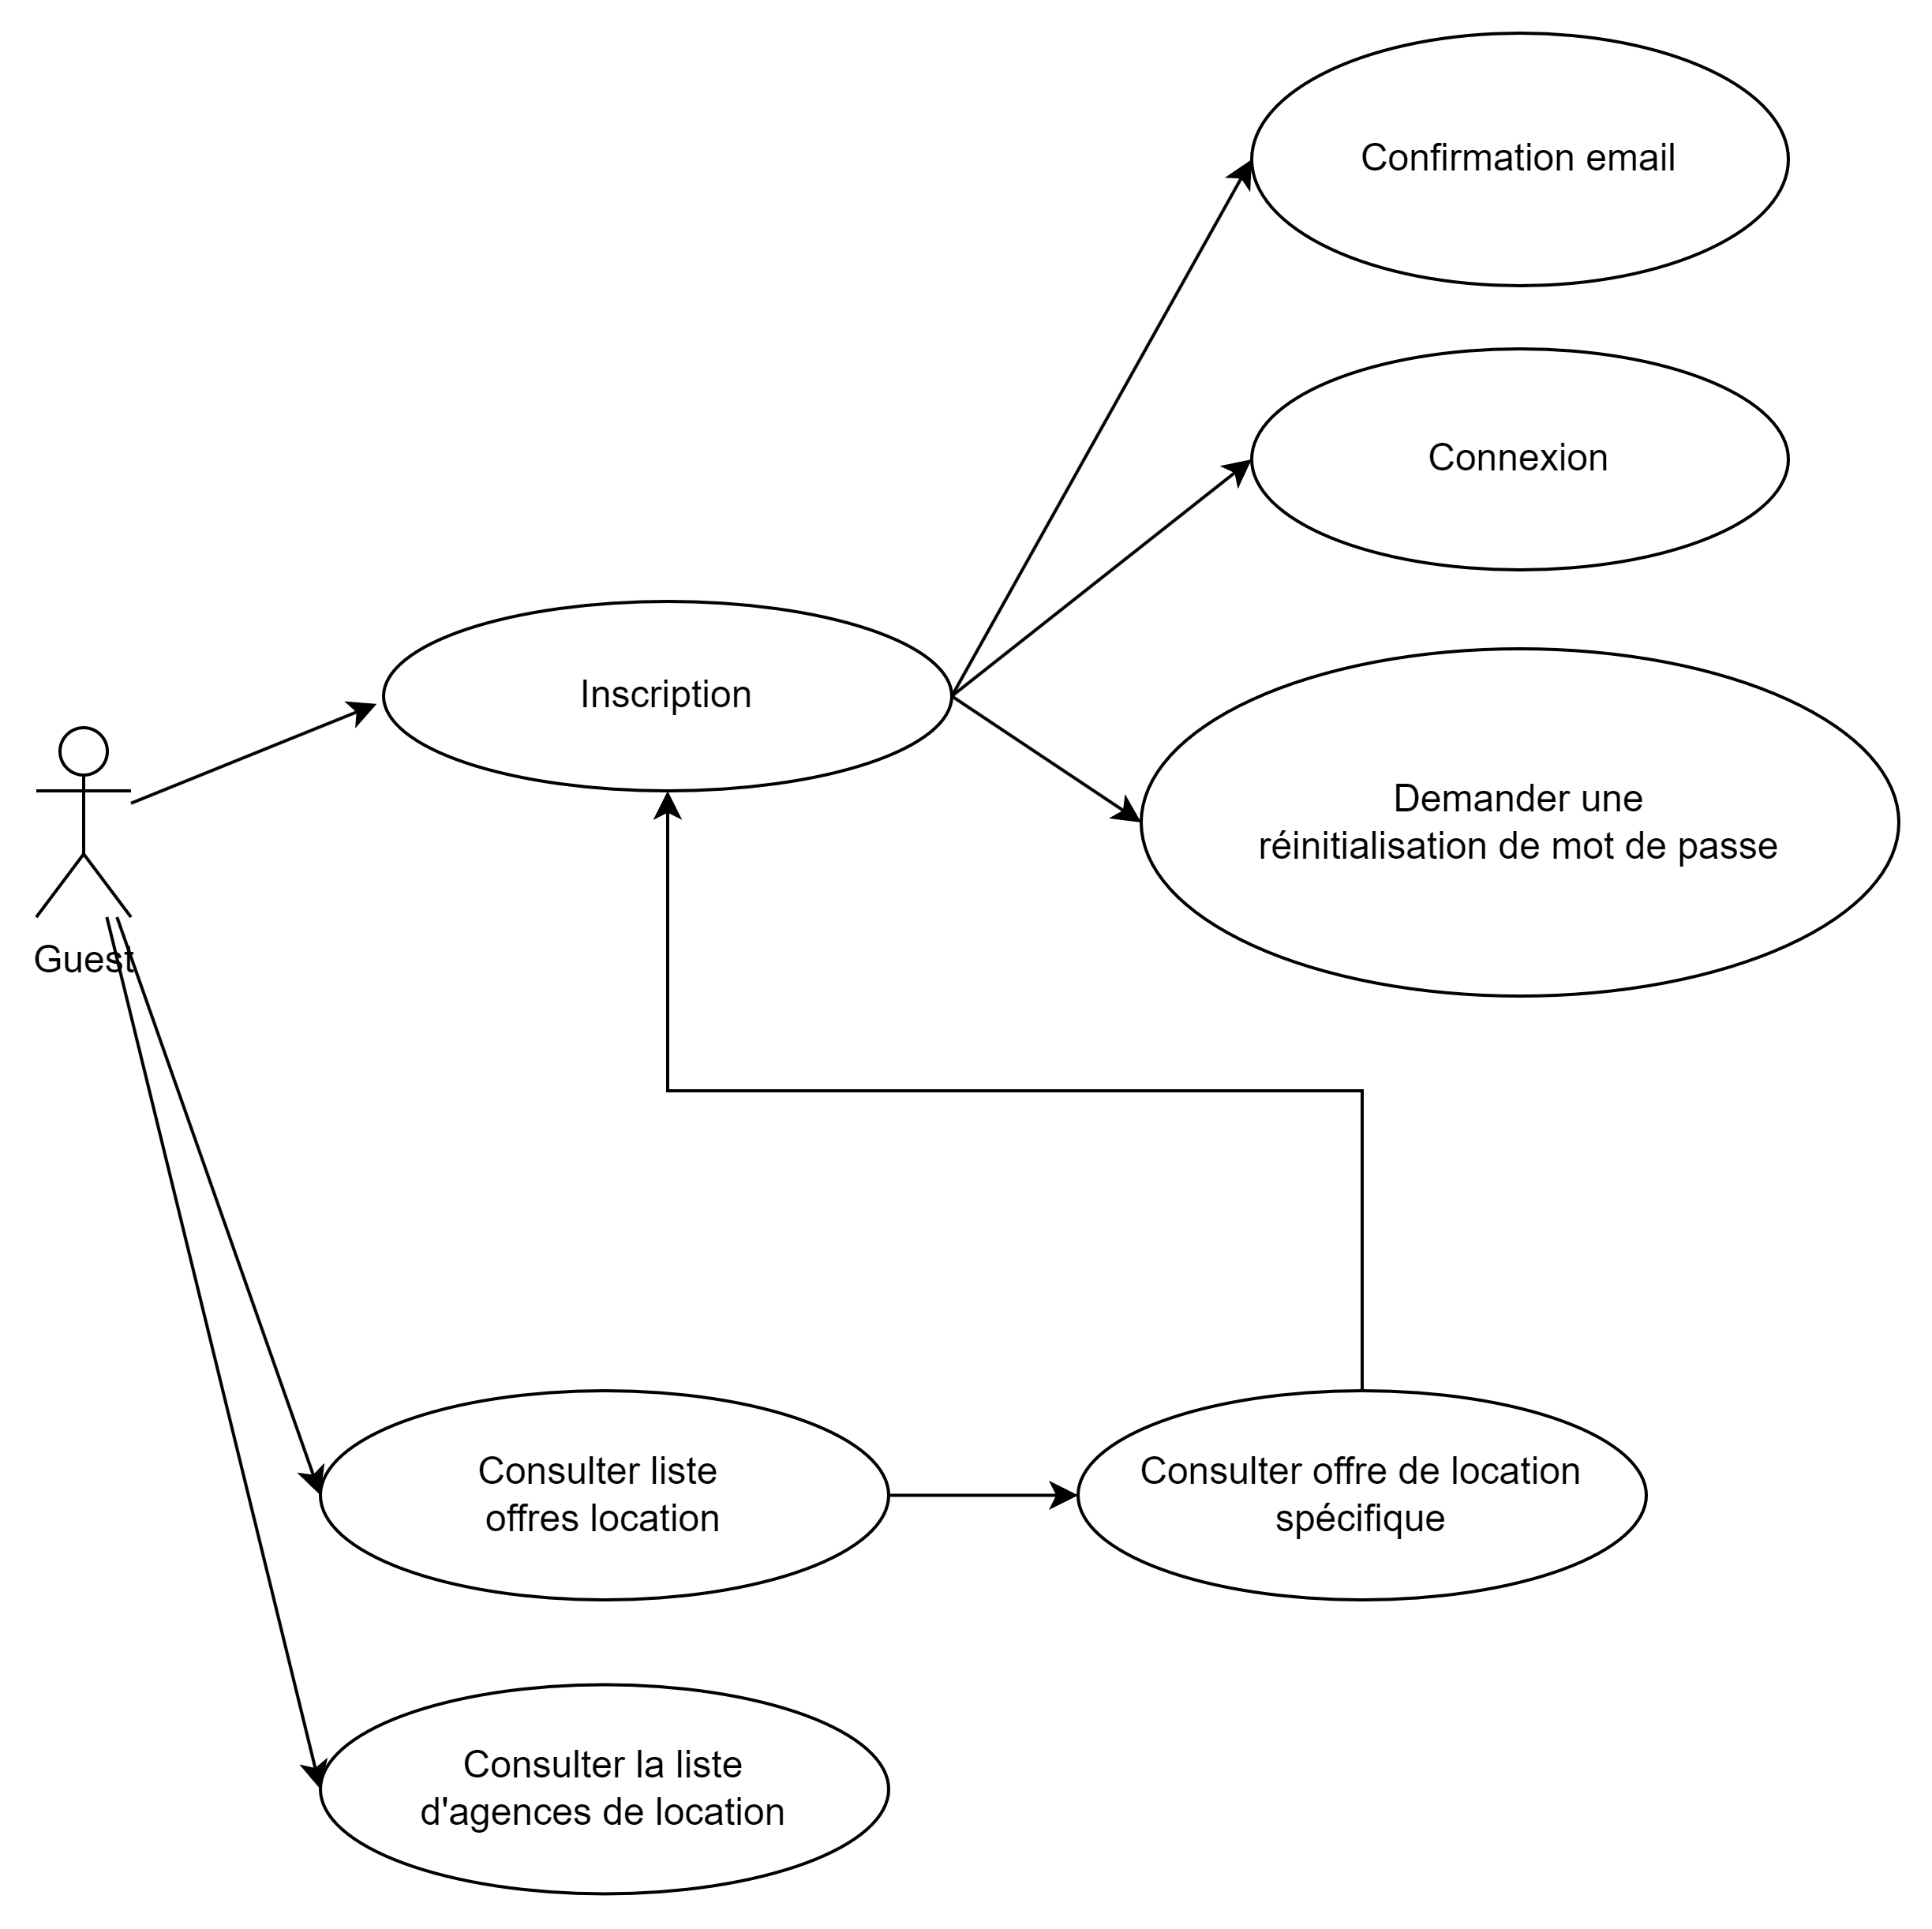 Confirmation email
Connexion
Inscription
Demander une
réinitialisation de mot de passe
Guest
Consulter liste
offres location
Consulter offre de location
spécifique
Consulter la liste
d'agences de location